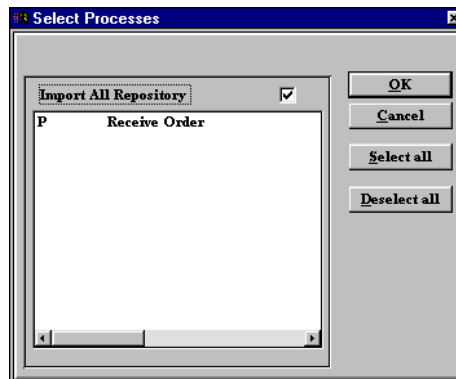 Select Processes
Import All Repository
P Receive Order
OK
Cancel
Select all
Deselect all